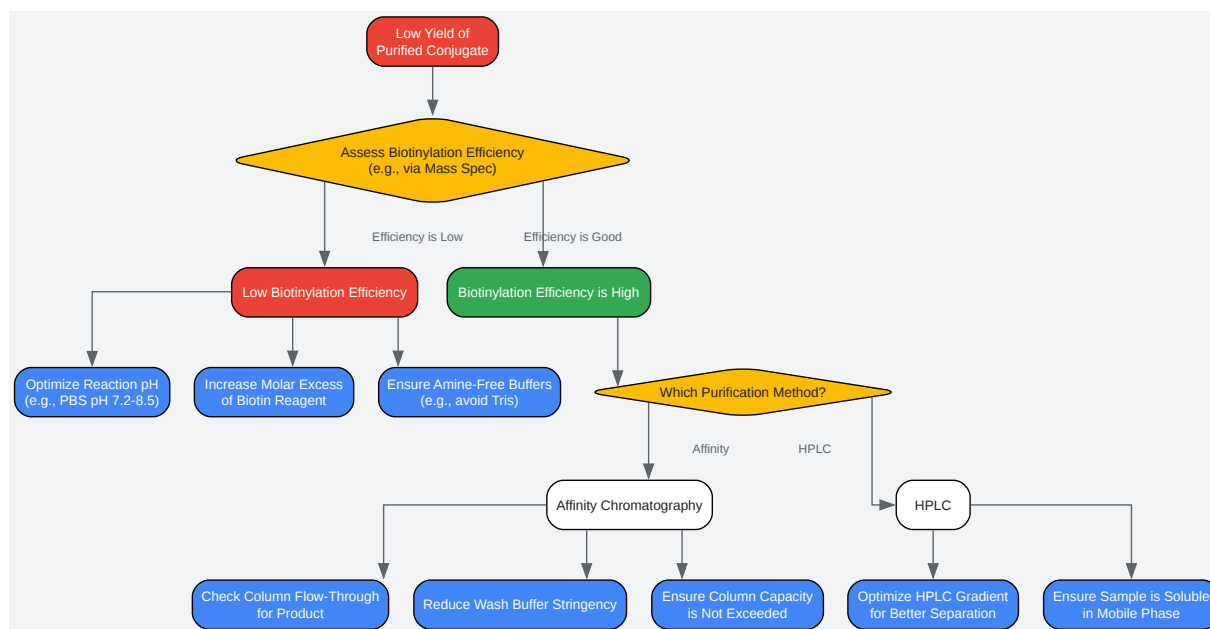 Low Yield of
Purified Conjugate
Assess Biotinylation Efficiency
(e.g., via Mass Spec)
Efficiency is Low
Efficiency is Good
Low Biotinylation Efficiency
Biotinylation Efficiency is High
Optimize Reaction pH
(e.g., PBS pH 7.2-8.5)
Increase Molar Excess
of Biotin Reagent
Ensure Amine-Free Buffers
(e.g., avoid Tris)
Which Purification Method?
Affinity
HPLC
Affinity Chromatography
HPLC
Check Column Flow-Through
for Product
Reduce Wash Buffer Stringency
Ensure Column Capacity
is Not Exceeded
Optimize HPLC Gradient
for Better Separation
Ensure Sample is Soluble
in Mobile Phase